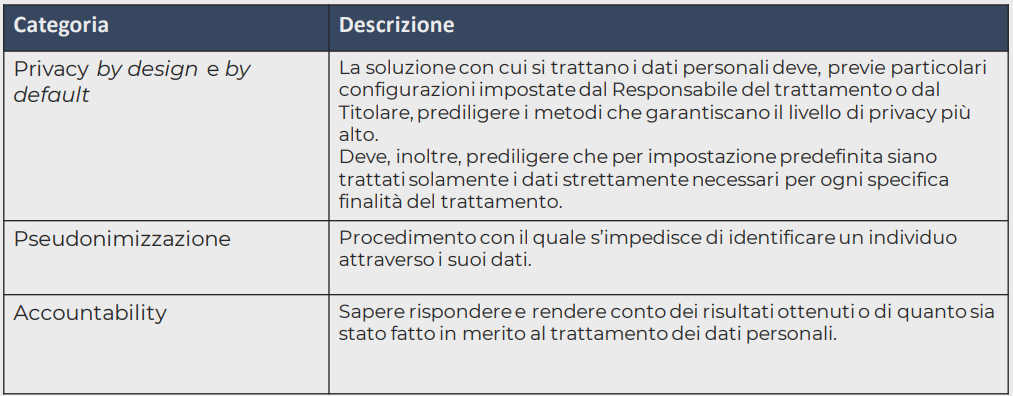 Categoria
Descrizione
Privacy by design e by
default
La soluzione con cui si trattano i dati personali deve, previe particolari
configurazioni impostate dal Responsabile del trattamento o dal
Titolare, prediligere i metodi che garantiscano il livello di privacy più
alto.
Deve, inoltre, prediligere che per impostazione predefinita siano
trattati solamente i dati strettamente necessari per ogni specifica
finalità del trattamento.
Pseudonimizzazione
Procedimento con il quale s’impedisce di identificare un individuo
attraverso i suoi dati.
Accountability
Sapere rispondere e rendere conto dei risultati ottenuti o di quanto sia
stato fatto in merito al trattamento dei dati personali.